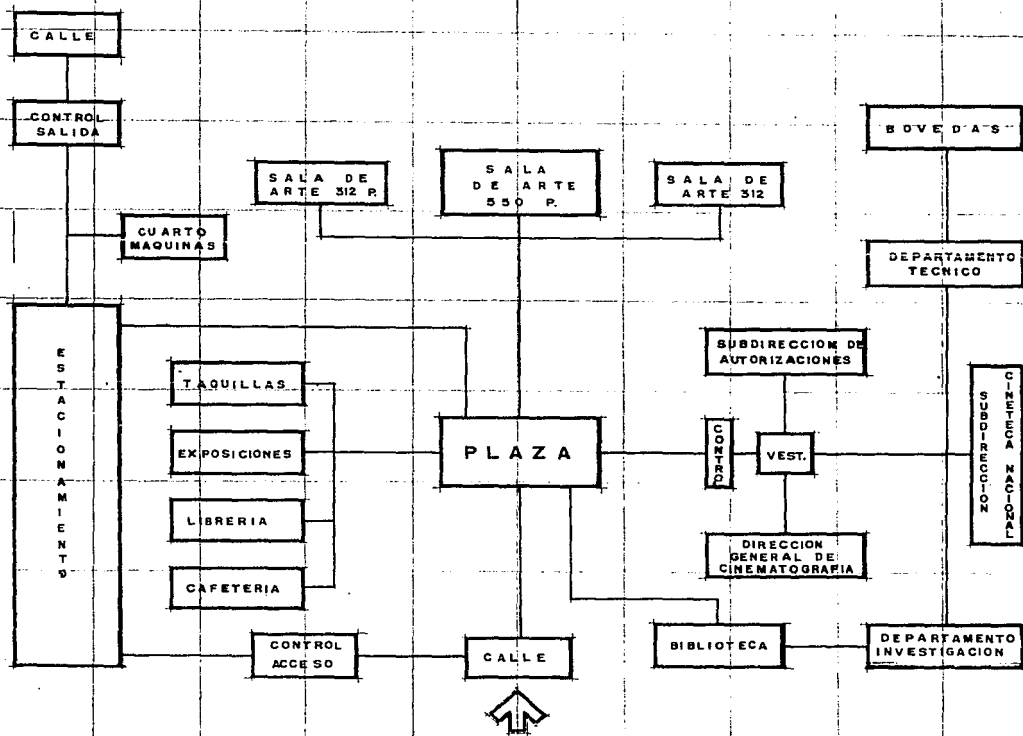 CALLE
CONTROL
SALIDA
BOVEDAS
SALA DE
ARTE 312 P.
SALA
DE ARTE
550 P.
SALA DE
ARTE 312
CUARTO
MAQUINAS
DEPARTAMENTO
TECNICO
ESTACIONAMIENTO
SUBDIRECCION DE
AUTORIZACIONES
TAQUILLAS
EXPOSICIONES
PLAZA
CONTRO
VEST.
SUBDIRECCION
CINETECA NACIONAL
LIBRERIA
CAFETERIA
DIRECCION
GENERAL DE
CINEMATOGRAFIA
CONTROL
ACCESO
CALLE
BIBLIOTECA
DEPARTAMENTO
INVESTIGACION